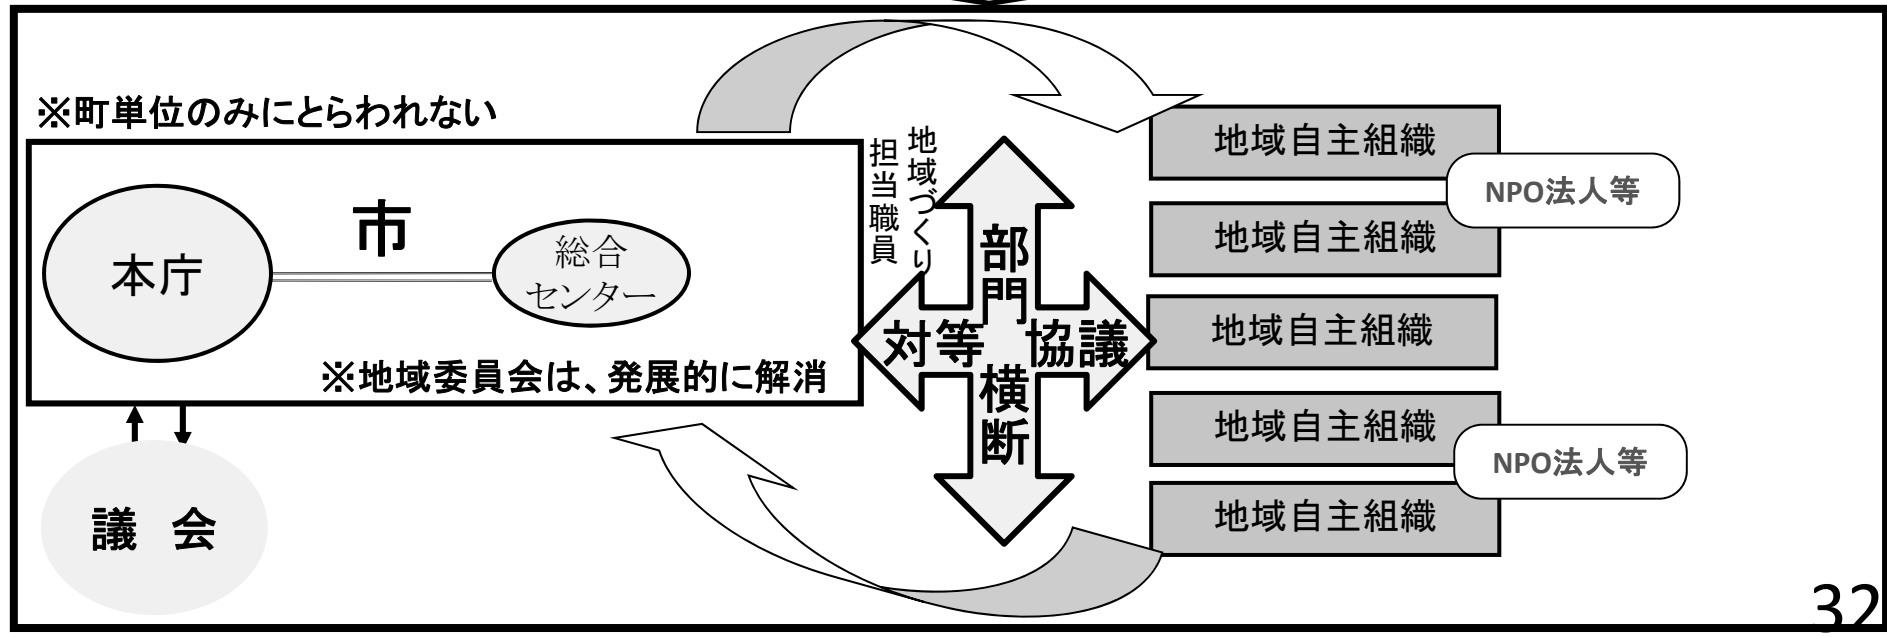 ※町単位のみにとらわれない
市
本庁
総合
センター
※地域委員会は、発展的に解消
議　会
地域づくり
担当職員
部門
横断
対等
協議
地域自主組織
NPO法人等
地域自主組織
地域自主組織
地域自主組織
NPO法人等
地域自主組織
32